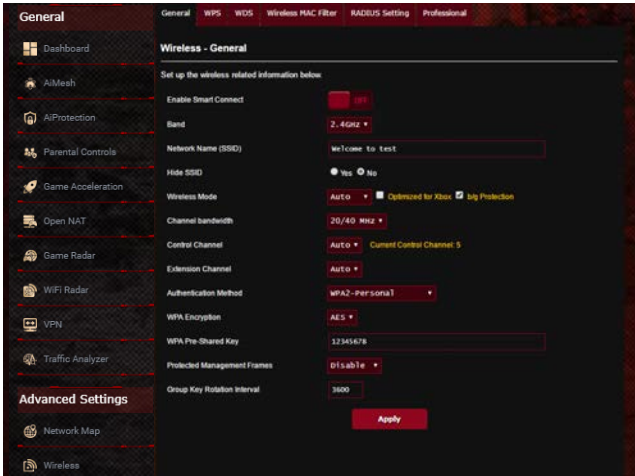 General
Dashboard
AiMesh
AiProtection
Parental Controls
Game Acceleration
Open NAT
Game Radar
WiFi Radar
VPN
Traffic Analyzer
Advanced Settings
Network Map
Wireless
General WPS WDS Wireless MAC Filter RADIUS Setting Professional
Wireless - General
Set up the wireless related information below.
Enable Smart Connect OFF
Band 2.4GHz
Network Name (SSID) Welcome to test
Hide SSID Yes No
Wireless Mode Auto Optimized for Xbox b/g Protection
Channel bandwidth 20/40 MHz
Control Channel Auto Current Control Channel: 5
Extension Channel Auto
Authentication Method WPA2-Personal
WPA Encryption AES
WPA Pre-Shared Key 12345678
Protected Management Frames Disable
Group Key Rotation Interval 3600
Apply